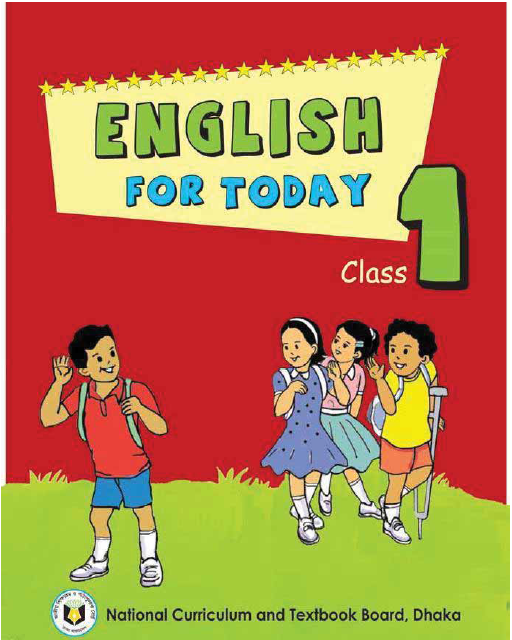 ENGLISH
FOR TODAY
Class 1
National Curriculum and Textbook Board, Dhaka